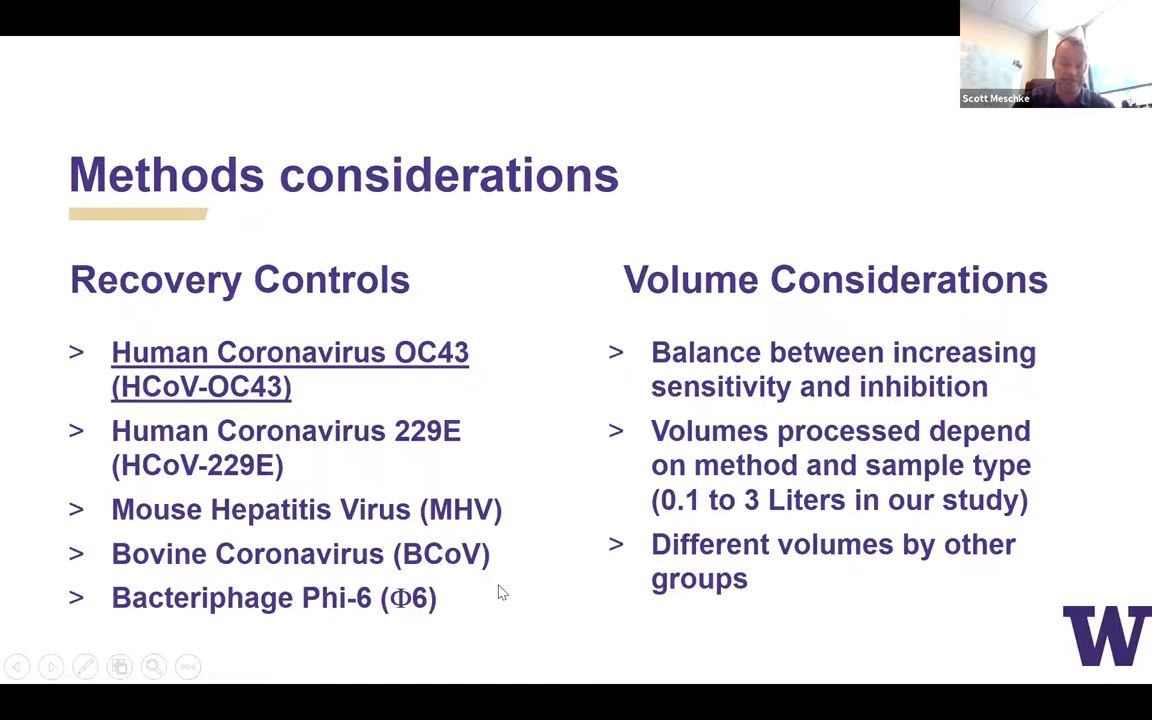 Scott Meschke
Methods considerations
Recovery Controls
> Human Coronavirus OC43
(HCoV-OC43)
> Human Coronavirus 229E
(HCoV-229E)
> Mouse Hepatitis Virus (MHV)
> Bovine Coronavirus (BCoV)
> Bacteriphage Phi-6 (Φ6)
Volume Considerations
> Balance between increasing
sensitivity and inhibition
> Volumes processed depend
on method and sample type
(0.1 to 3 Liters in our study)
> Different volumes by other
groups
W